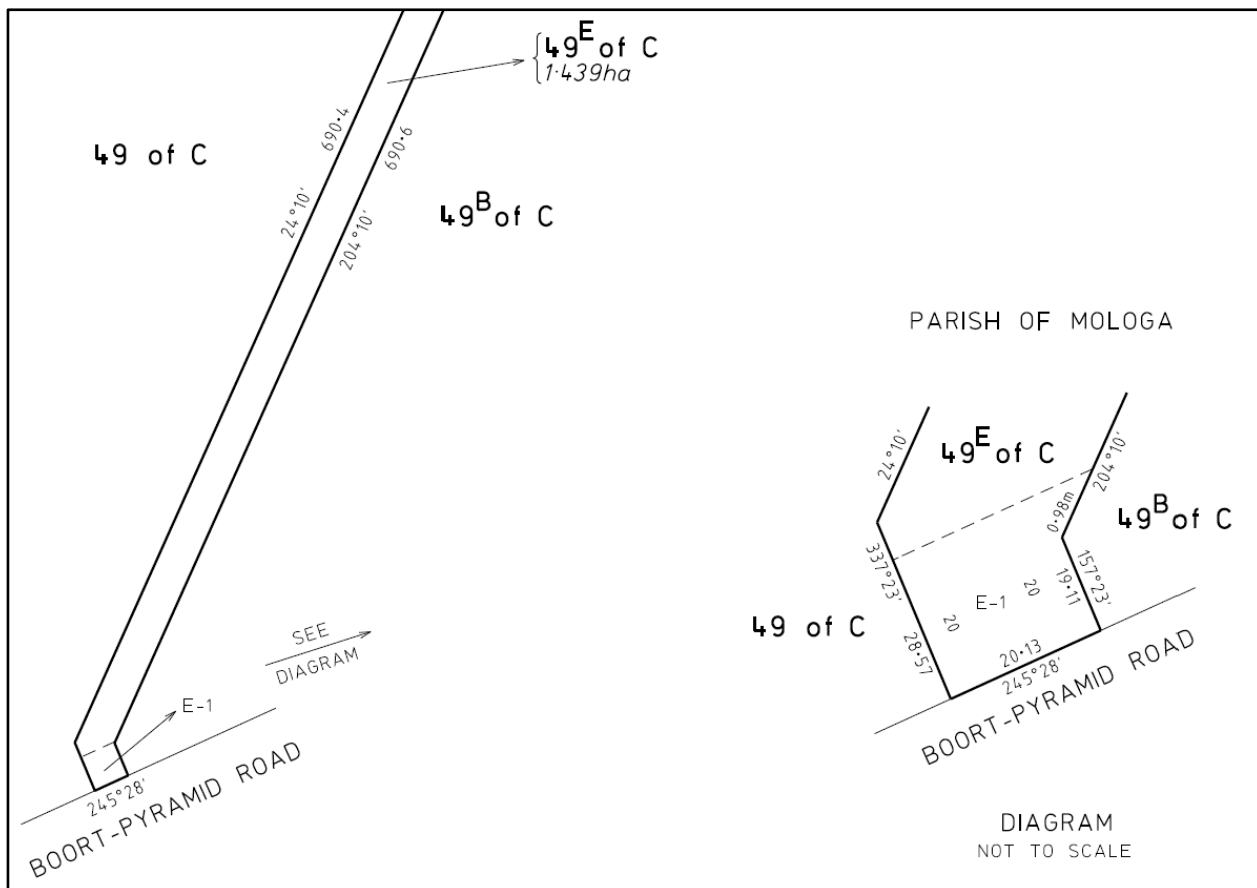 49ᴱ of C
1·439ha
690·4
690·6
49 of C
49ᴮ of C
24°10'
204°10'
PARISH OF MOLOGA
24°10'
49ᴱ of C
204°10'
0·98m
49ᴮ of C
337°23'
157°23'
19·11
20
E-1
20
49 of C
28·57
20·13
245°28'
BOORT-PYRAMID ROAD
SEE
DIAGRAM
E-1
245°28'
BOORT-PYRAMID ROAD
DIAGRAM
NOT TO SCALE